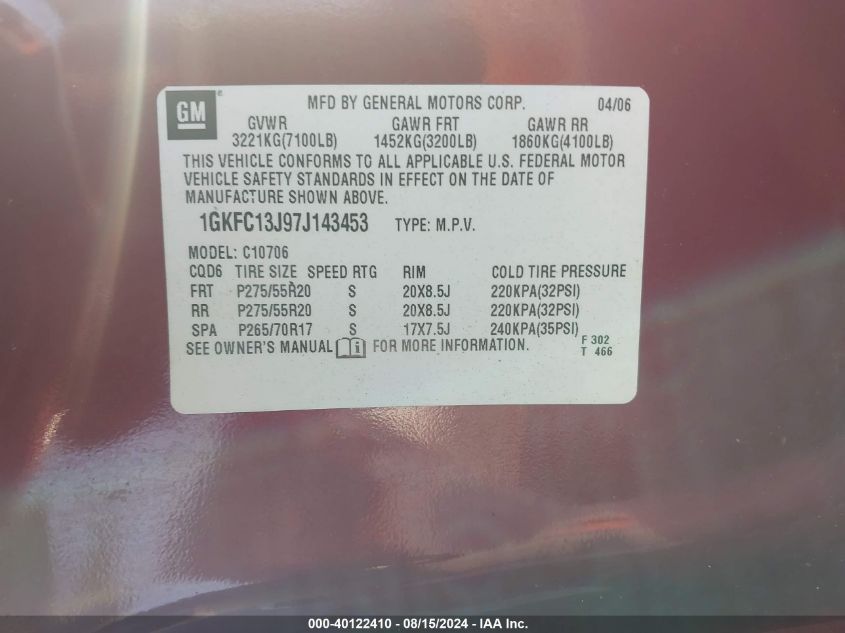 GM
MFD BY GENERAL MOTORS CORP. 04/06
GVWR GAWR FRT GAWR RR
3221KG(7100LB) 1452KG(3200LB) 1860KG(4100LB)
THIS VEHICLE CONFORMS TO ALL APPLICABLE U.S. FEDERAL MOTOR
VEHICLE SAFETY STANDARDS IN EFFECT ON THE DATE OF
MANUFACTURE SHOWN ABOVE.
1GKFC13J97J143453 TYPE: M.P.V.
MODEL: C10706
CQD6 TIRE SIZE SPEED RTG RIM COLD TIRE PRESSURE
FRT P275/55R20 S 20X8.5J 220KPA(32PSI)
RR P275/55R20 S 20X8.5J 220KPA(32PSI)
SPA P265/70R17 S 17X7.5J 240KPA(35PSI)
SEE OWNER'S MANUAL i FOR MORE INFORMATION. F 302
T 466
000-40122410 - 08/15/2024 - IAA Inc.